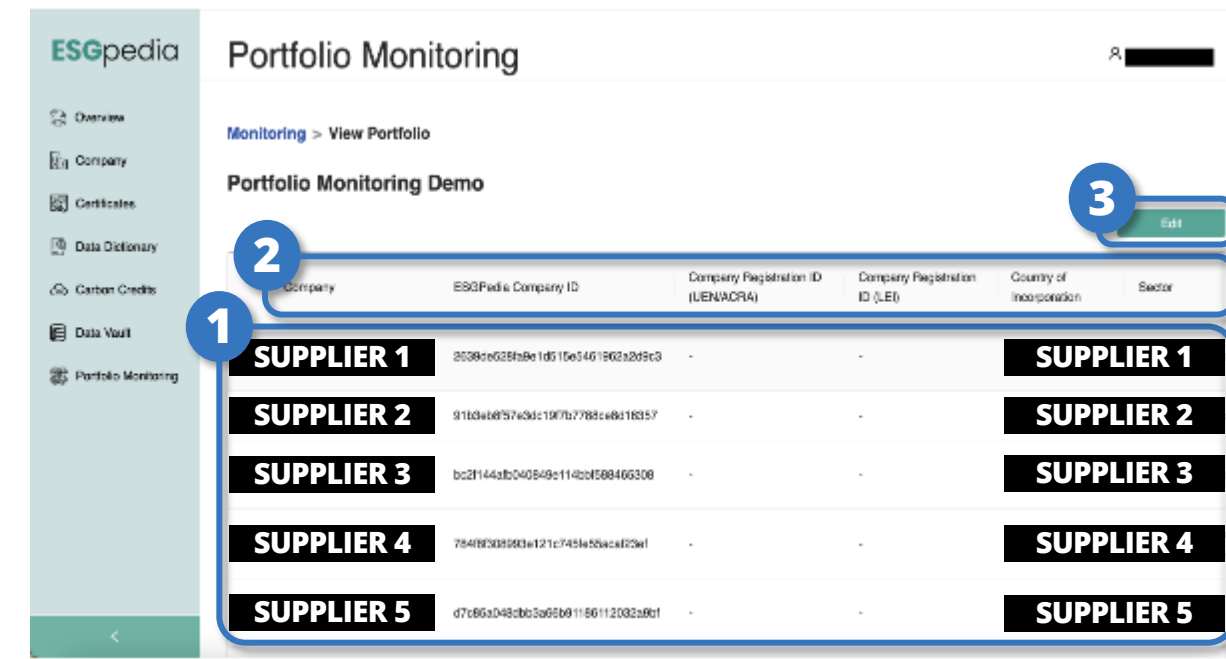 ESGpedia
Portfolio Monitoring
Overview
Company
Certificates
Data Dictionary
Carbon Credits
Data Vault
Portfolio Monitoring
Monitoring > View Portfolio
Portfolio Monitoring Demo
3
Edit
2
Company
ESGPedia Company ID
Company Registration ID
(UEN/ACRA)
Company Registration
ID (LEI)
Country of
Incorporation
Sector
1
SUPPLIER 1 - - SUPPLIER 1
SUPPLIER 2 - - SUPPLIER 2
SUPPLIER 3 - - SUPPLIER 3
SUPPLIER 4 - - SUPPLIER 4
SUPPLIER 5 - - SUPPLIER 5
<